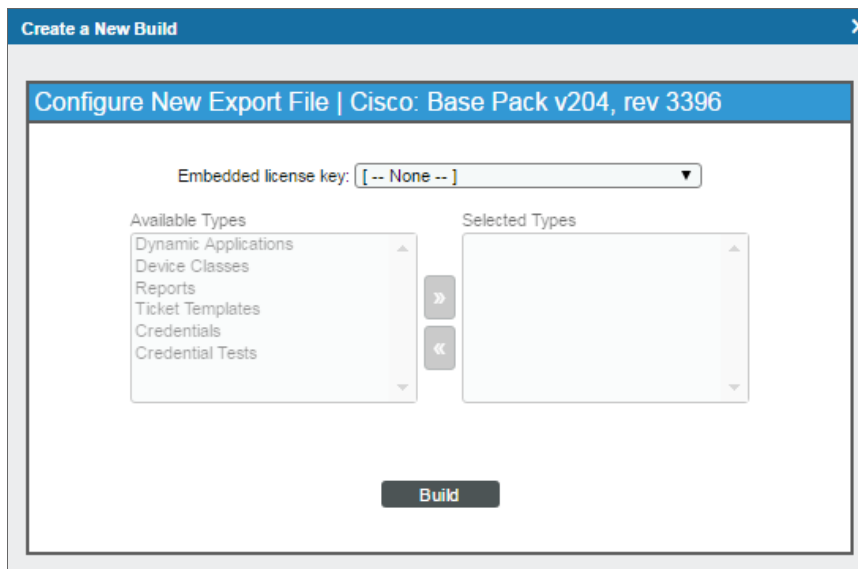 Create a New Build
Configure New Export File | Cisco: Base Pack v204, rev 3396
Embedded license key: [ -- None -- ]
Available Types
Selected Types
Dynamic Applications
Device Classes
Reports
Ticket Templates
Credentials
Credential Tests
»
«
Build